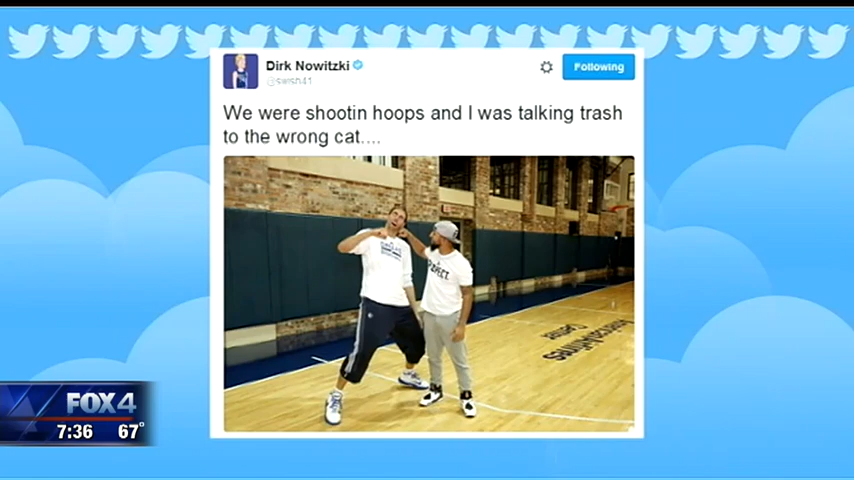 Dirk Nowitzki
@swish41
Following
We were shootin hoops and I was talking trash
to the wrong cat....
FOX 4
7:36 67°